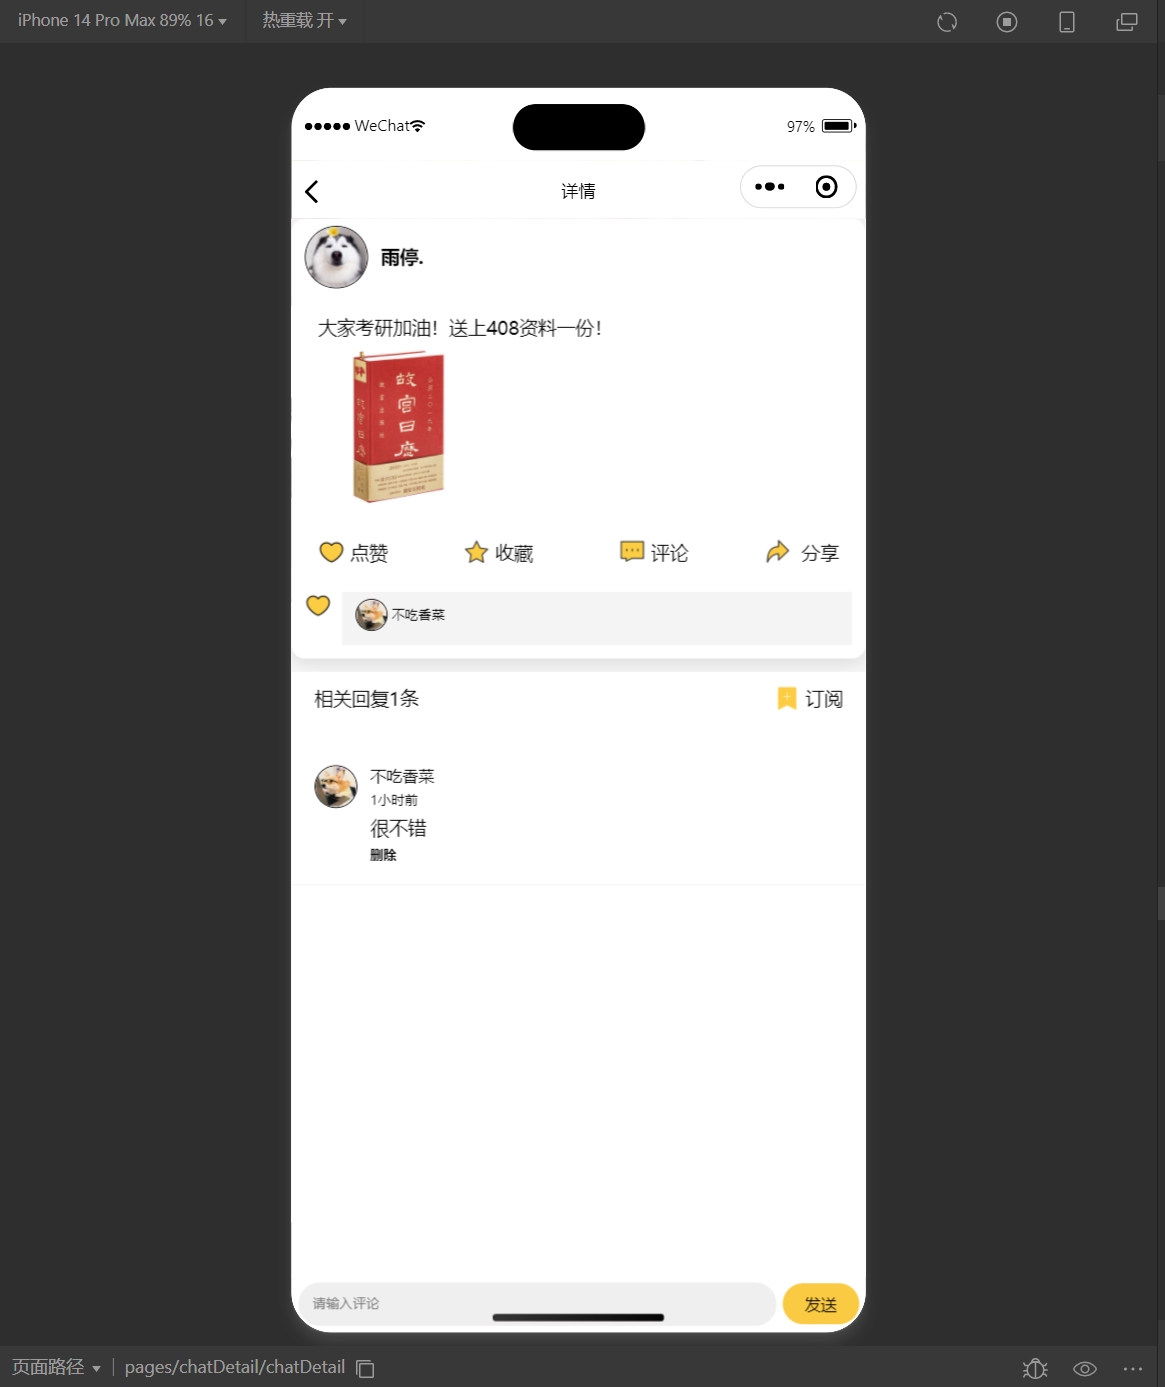 iPhone 14 Pro Max 89% 16
热重载 开
WeChat
97%
详情
雨停.
大家考研加油！送上408资料一份！
故宫日历
点赞
收藏
评论
分享
不吃香菜
相关回复1条
订阅
不吃香菜
1小时前
很不错
删除
请输入评论
发送
页面路径
pages/chatDetail/chatDetail